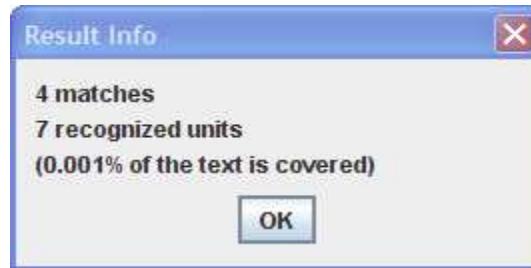 Result Info
4 matches
7 recognized units
(0.001% of the text is covered)
OK